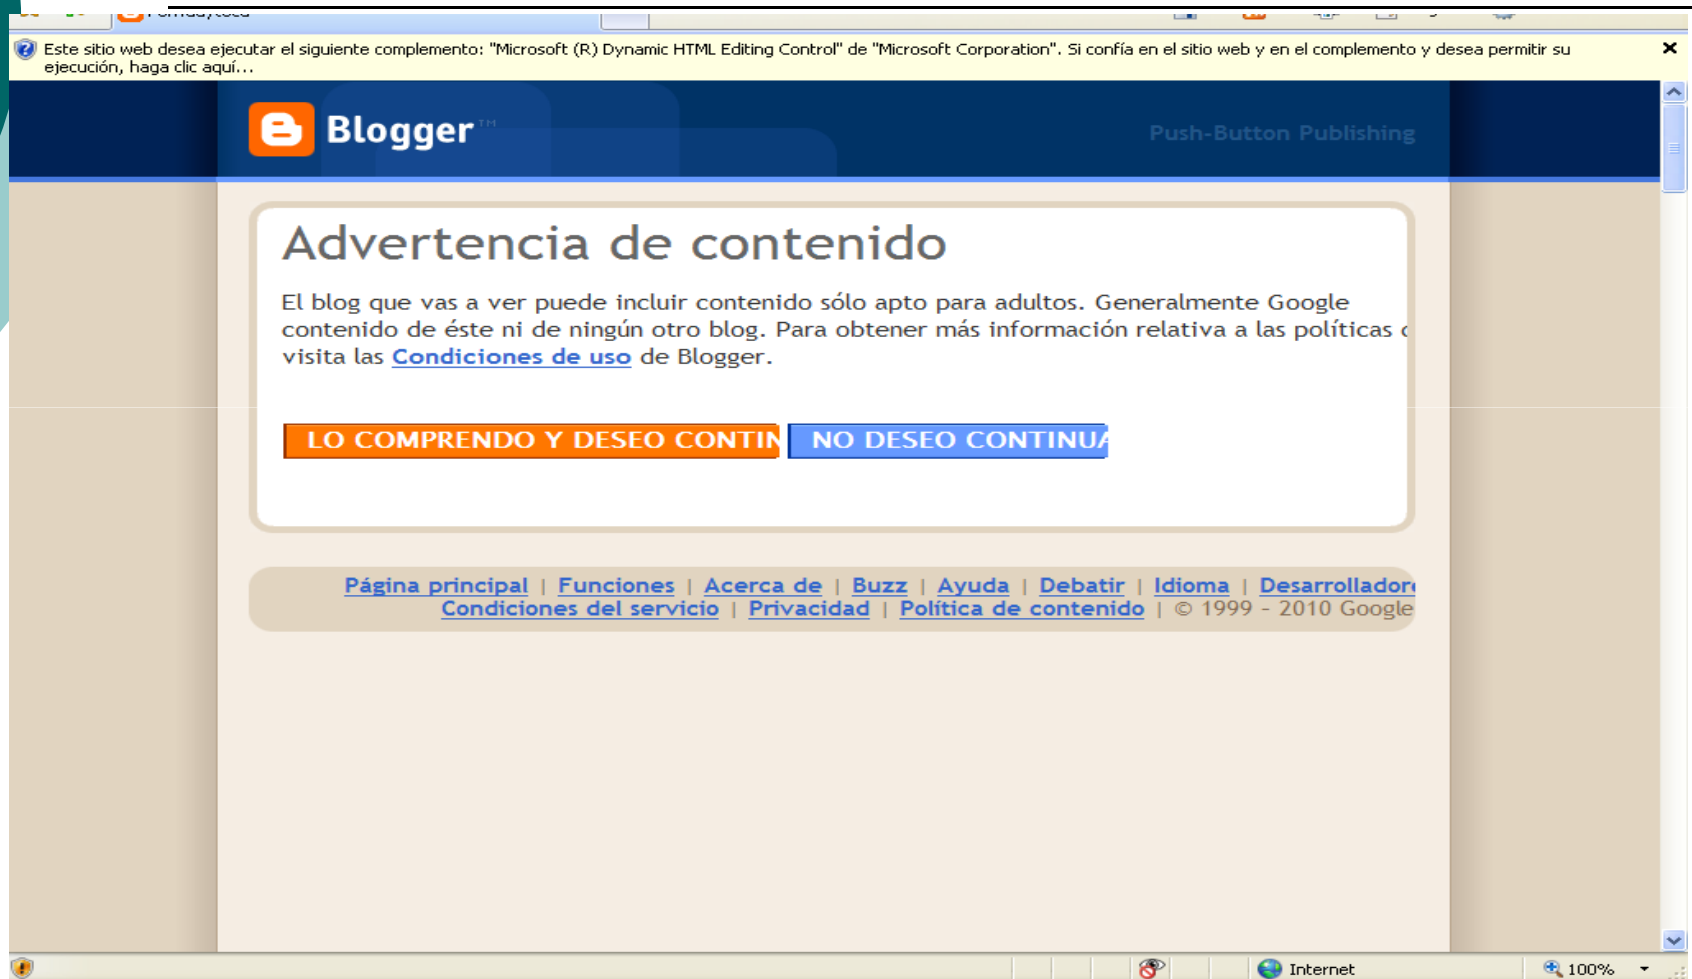 Este sitio web desea ejecutar el siguiente complemento: "Microsoft (R) Dynamic HTML Editing Control" de "Microsoft Corporation". Si confía en el sitio web y en el complemento y desea permitir su
ejecución, haga clic aquí...
Blogger™
Push-Button Publishing
Advertencia de contenido
El blog que vas a ver puede incluir contenido sólo apto para adultos. Generalmente Google
contenido de éste ni de ningún otro blog. Para obtener más información relativa a las políticas
visita las Condiciones de uso de Blogger.
LO COMPRENDO Y DESEO CONTIN
NO DESEO CONTINUA
Página principal | Funciones | Acerca de | Buzz | Ayuda | Debatir | Idioma | Desarrollador
Condiciones del servicio | Privacidad | Política de contenido | © 1999 - 2010 Google
Internet
100%